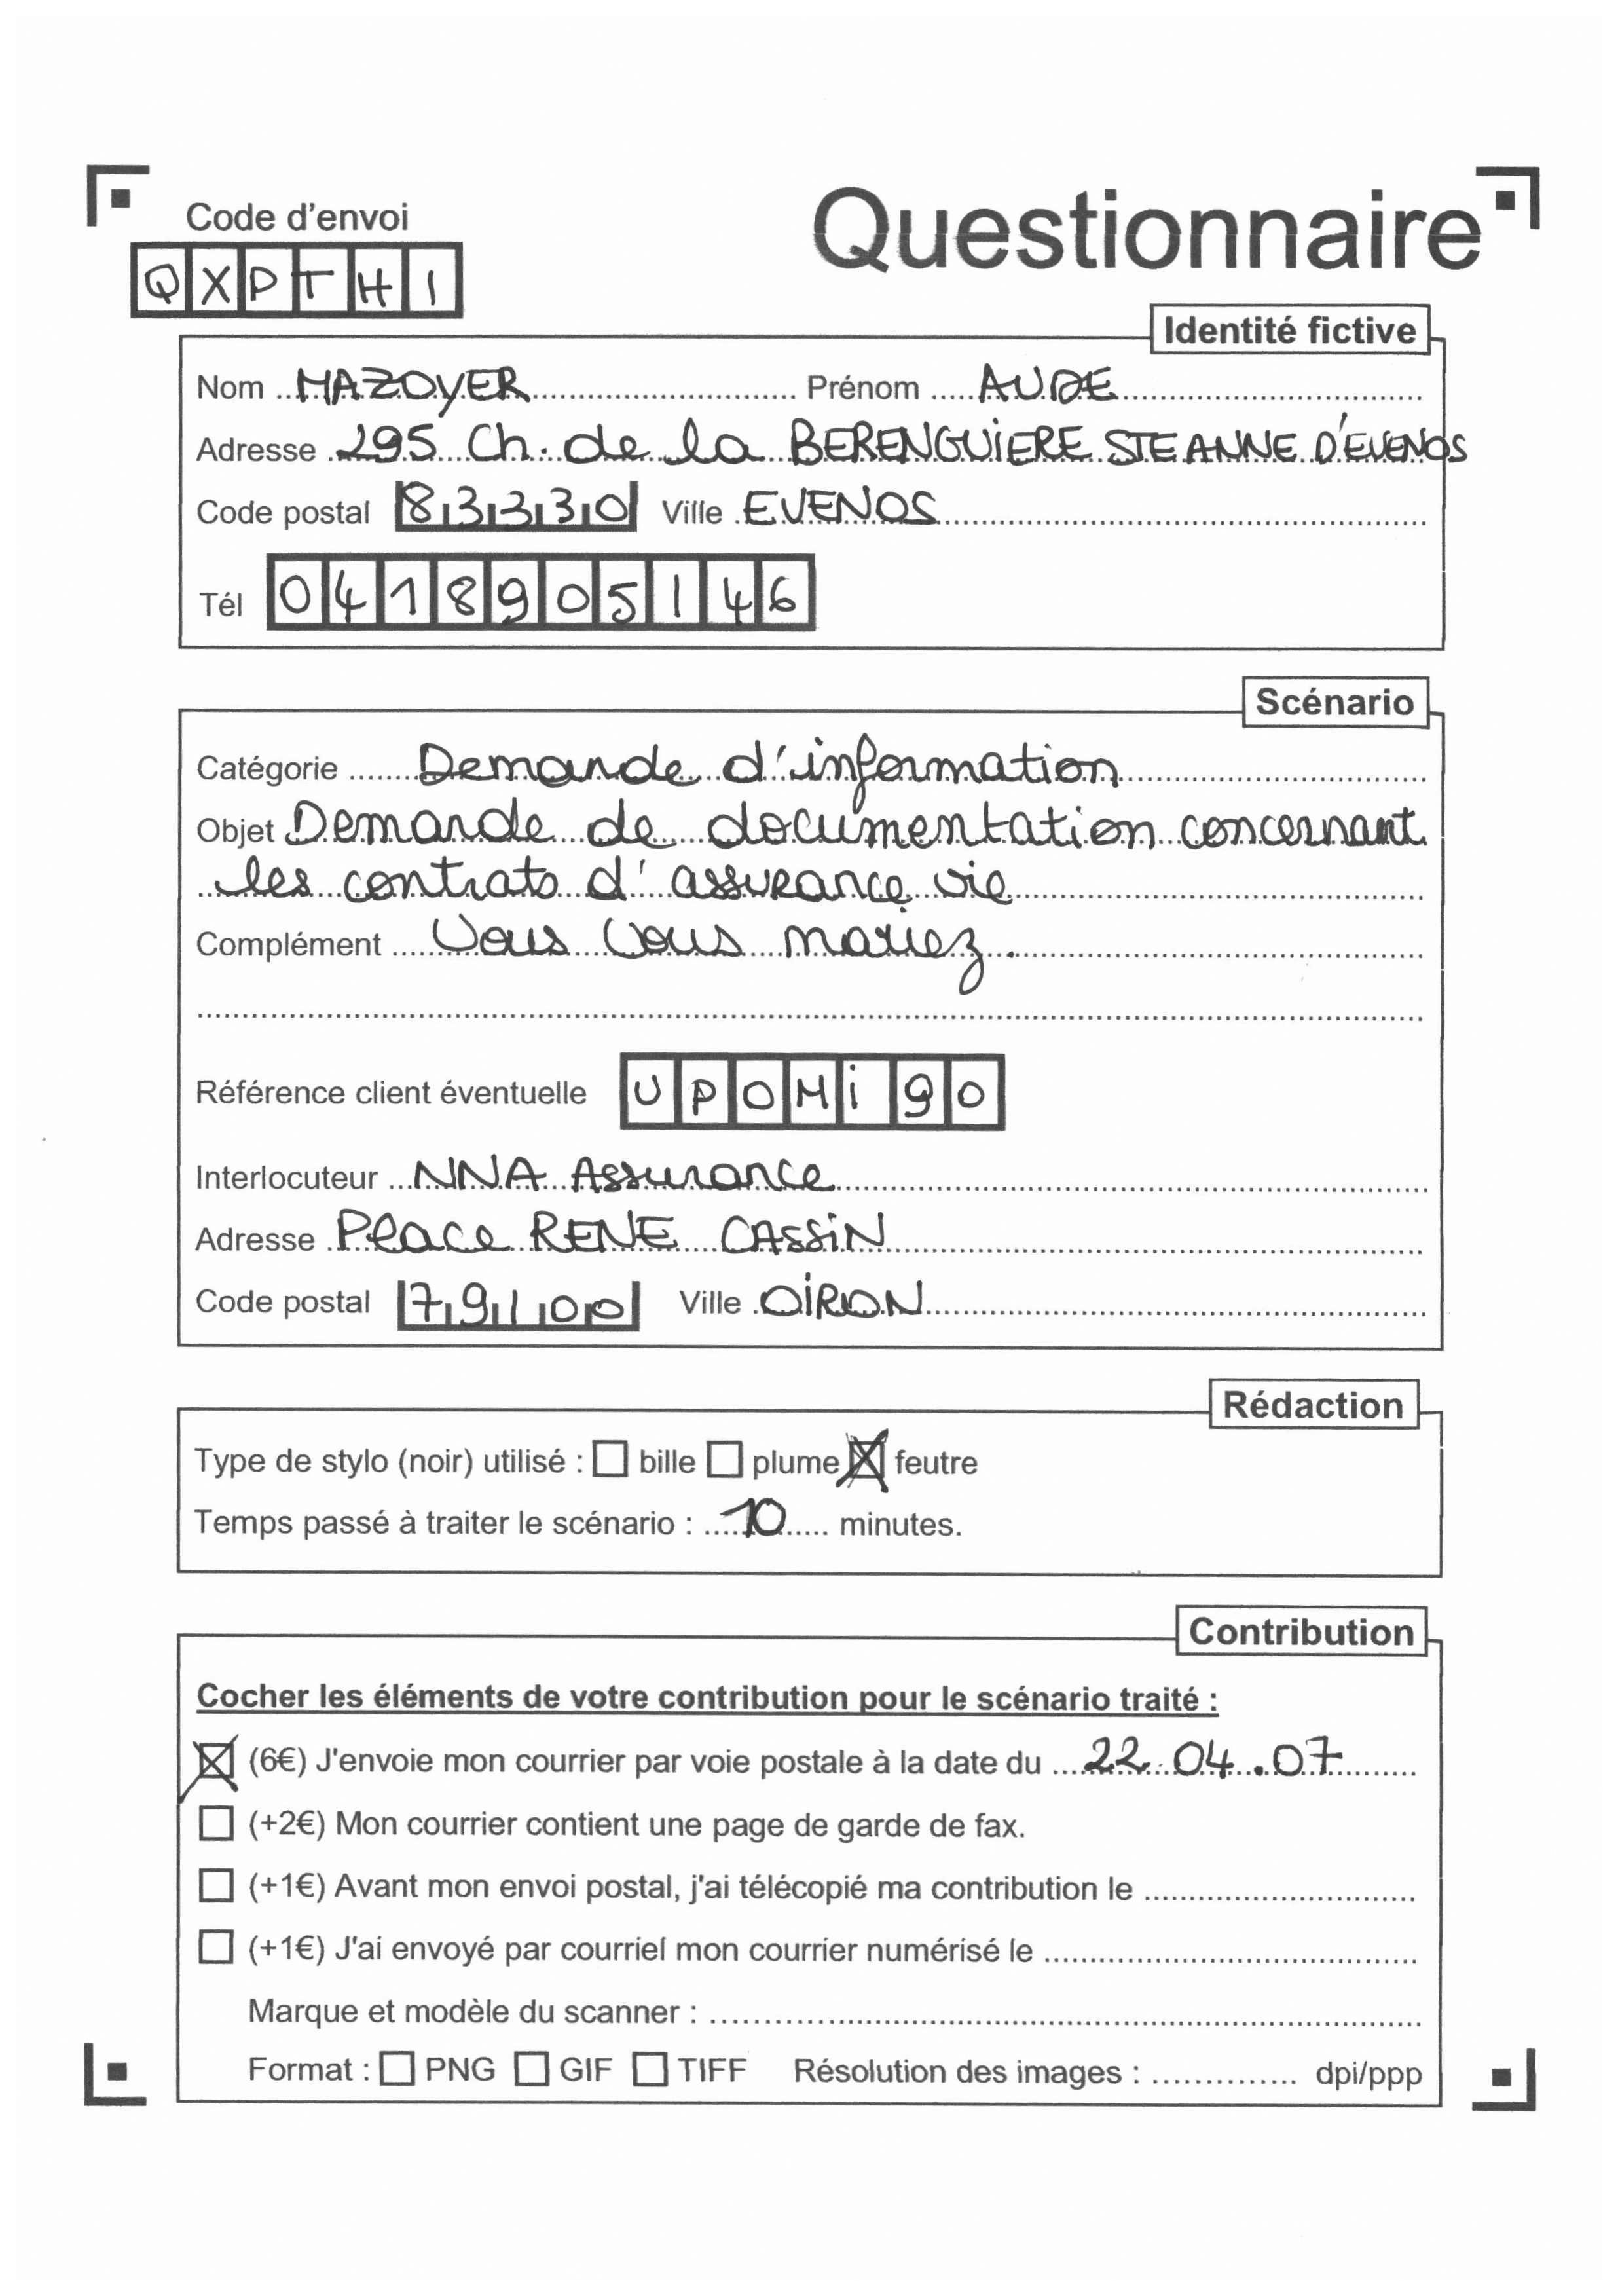 Code d'envoi
Questionnaire
QXPTHI
Identité fictive
Nom MAZOYER Prénom AUDE
Adresse 295 Ch. de la BERENGUIERE STE ANNE D'EVENOS
Code postal 83330 Ville EVENOS
Tél 0418905146
Scénario
Catégorie Demande d'information
Objet Demande de documentation concernant
les contrats d'assurance vie
Complément Vous vous mariez.
Référence client éventuelle UPOMi90
Interlocuteur NNA Assurance
Adresse Place RENE CASSiN
Code postal 79100 Ville OiRON
Rédaction
Type de stylo (noir) utilisé : bille plume feutre
Temps passé à traiter le scénario : 10 minutes.
Contribution
Cocher les éléments de votre contribution pour le scénario traité :
(6€) J'envoie mon courrier par voie postale à la date du 22.04.07
(+2€) Mon courrier contient une page de garde de fax.
(+1€) Avant mon envoi postal, j'ai télécopié ma contribution le
(+1€) J'ai envoyé par courriel mon courrier numérisé le
Marque et modèle du scanner :
Format : PNG GIF TIFF Résolution des images : dpi/ppp